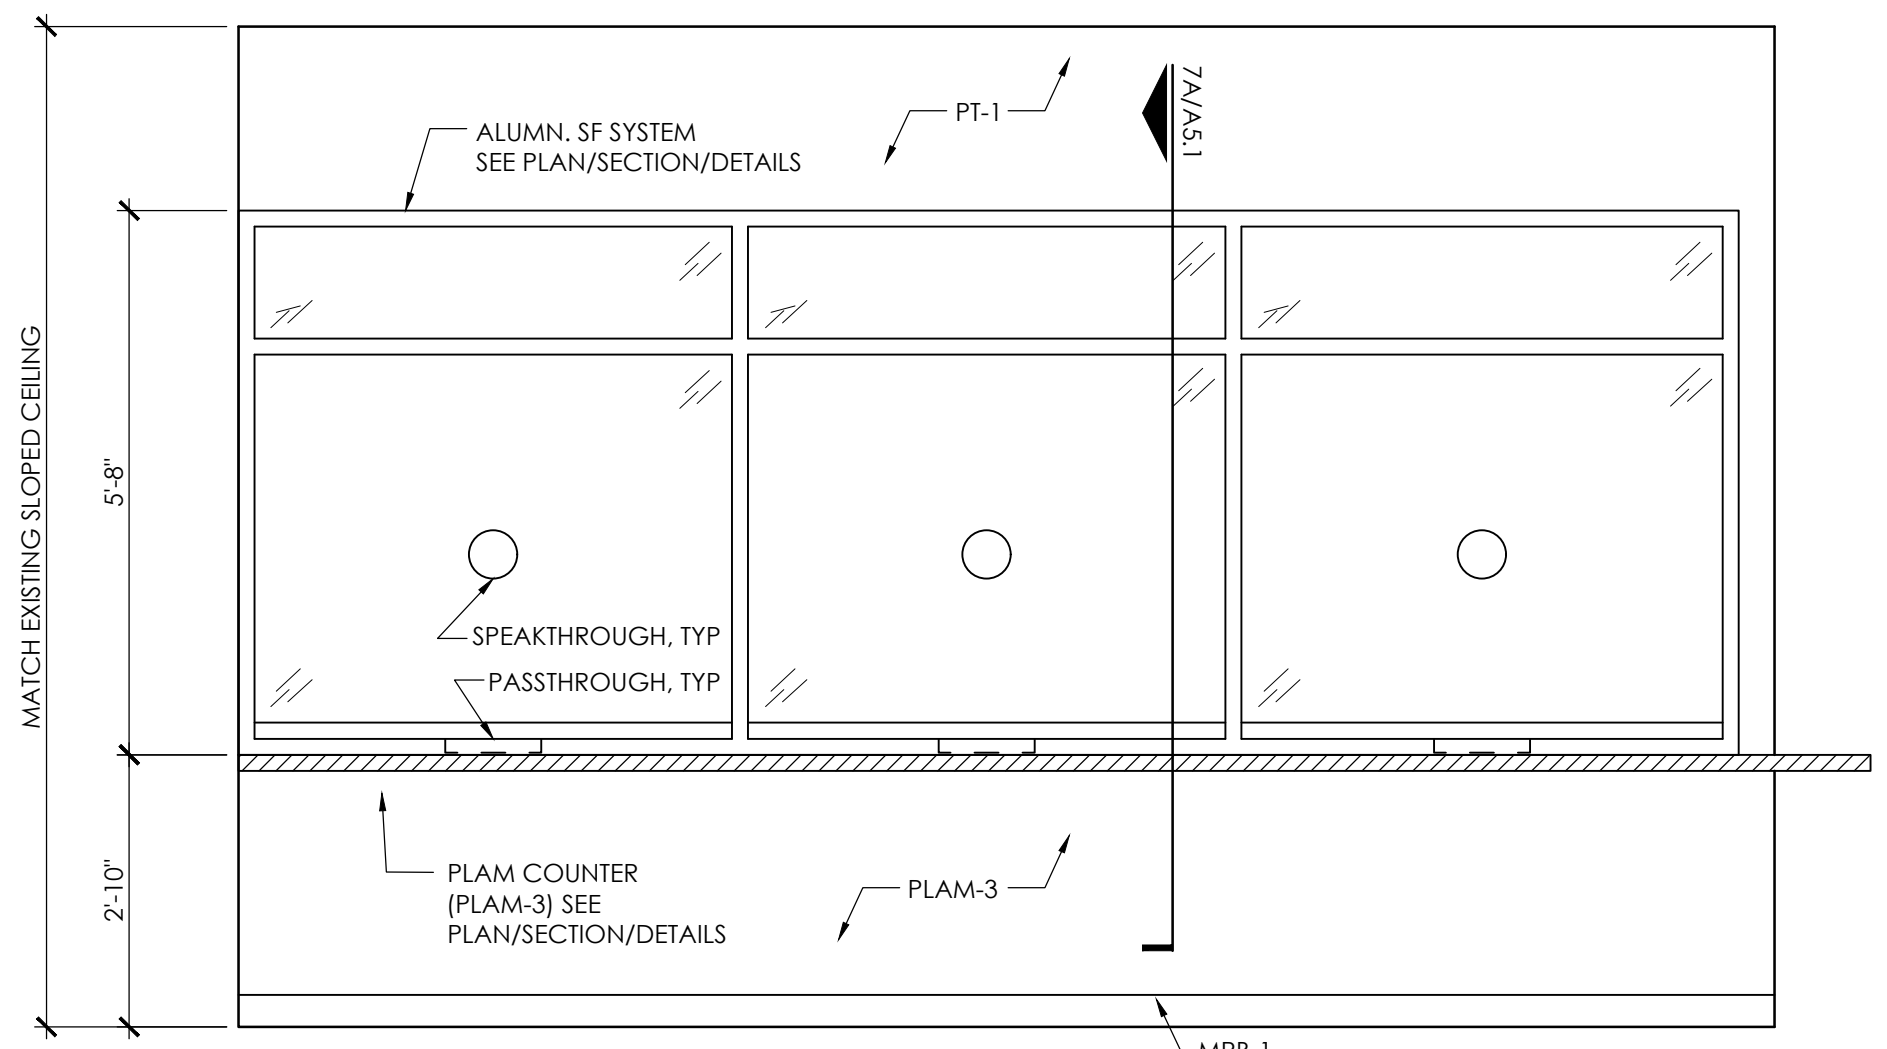 PT-1
7A/A5.1
ALUMN. SF SYSTEM
SEE PLAN/SECTION/DETAILS
MATCH EXISTING SLOPED CEILING
5'-8"
SPEAKTHROUGH, TYP
PASSTHROUGH, TYP
2'-10"
PLAM COUNTER
(PLAM-3) SEE
PLAN/SECTION/DETAILS
PLAM-3